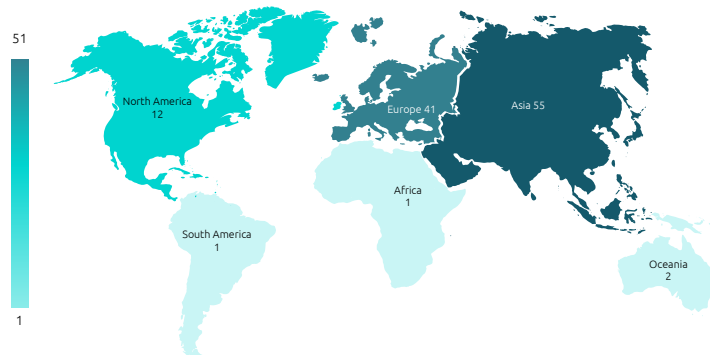 51
North America
12
Europe 41
Asia 55
Africa
1
South America
1
Oceania
2
1